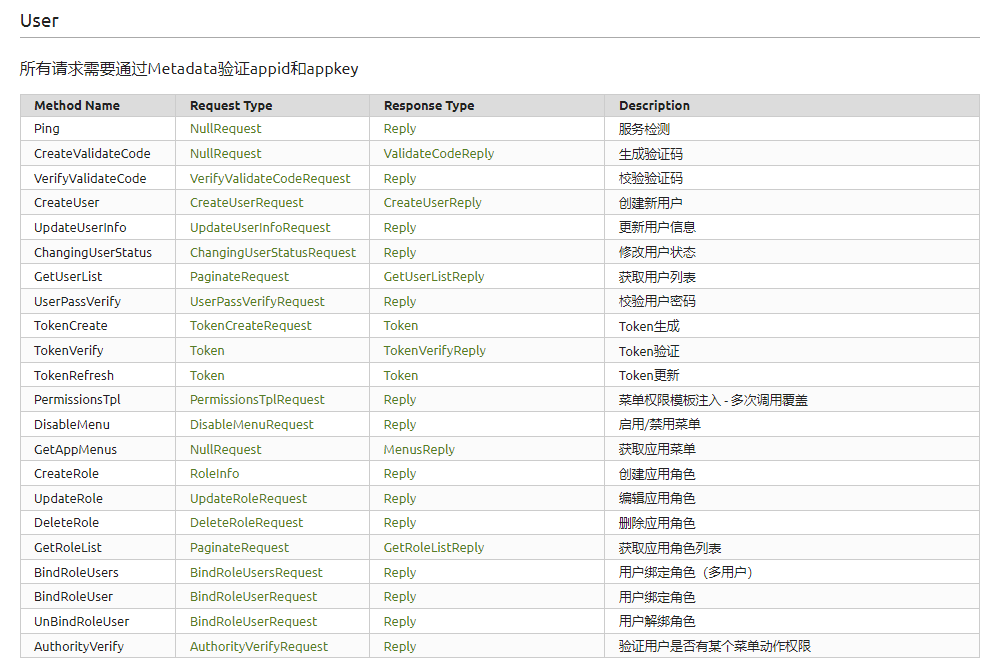 User
所有请求需要通过Metadata验证appid和appkey
Method Name Request Type Response Type Description
Ping NullRequest Reply 服务检测
CreateValidateCode NullRequest ValidateCodeReply 生成验证码
VerifyValidateCode VerifyValidateCodeRequest Reply 校验验证码
CreateUser CreateUserRequest CreateUserReply 创建新用户
UpdateUserInfo UpdateUserInfoRequest Reply 更新用户信息
ChangingUserStatus ChangingUserStatusRequest Reply 修改用户状态
GetUserList PaginateRequest GetUserListReply 获取用户列表
UserPassVerify UserPassVerifyRequest Reply 校验用户密码
TokenCreate TokenCreateRequest Token Token生成
TokenVerify Token TokenVerifyReply Token验证
TokenRefresh Token Token Token更新
PermissionsTpl PermissionsTplRequest Reply 菜单权限模板注入 - 多次调用覆盖
DisableMenu DisableMenuRequest Reply 启用/禁用菜单
GetAppMenus NullRequest MenusReply 获取应用菜单
CreateRole RoleInfo Reply 创建应用角色
UpdateRole UpdateRoleRequest Reply 编辑应用角色
DeleteRole DeleteRoleRequest Reply 删除应用角色
GetRoleList PaginateRequest GetRoleListReply 获取应用角色列表
BindRoleUsers BindRoleUsersRequest Reply 用户绑定角色（多用户）
BindRoleUser BindRoleUserRequest Reply 用户绑定角色
UnBindRoleUser BindRoleUserRequest Reply 用户解绑角色
AuthorityVerify AuthorityVerifyRequest Reply 验证用户是否有某个菜单动作权限